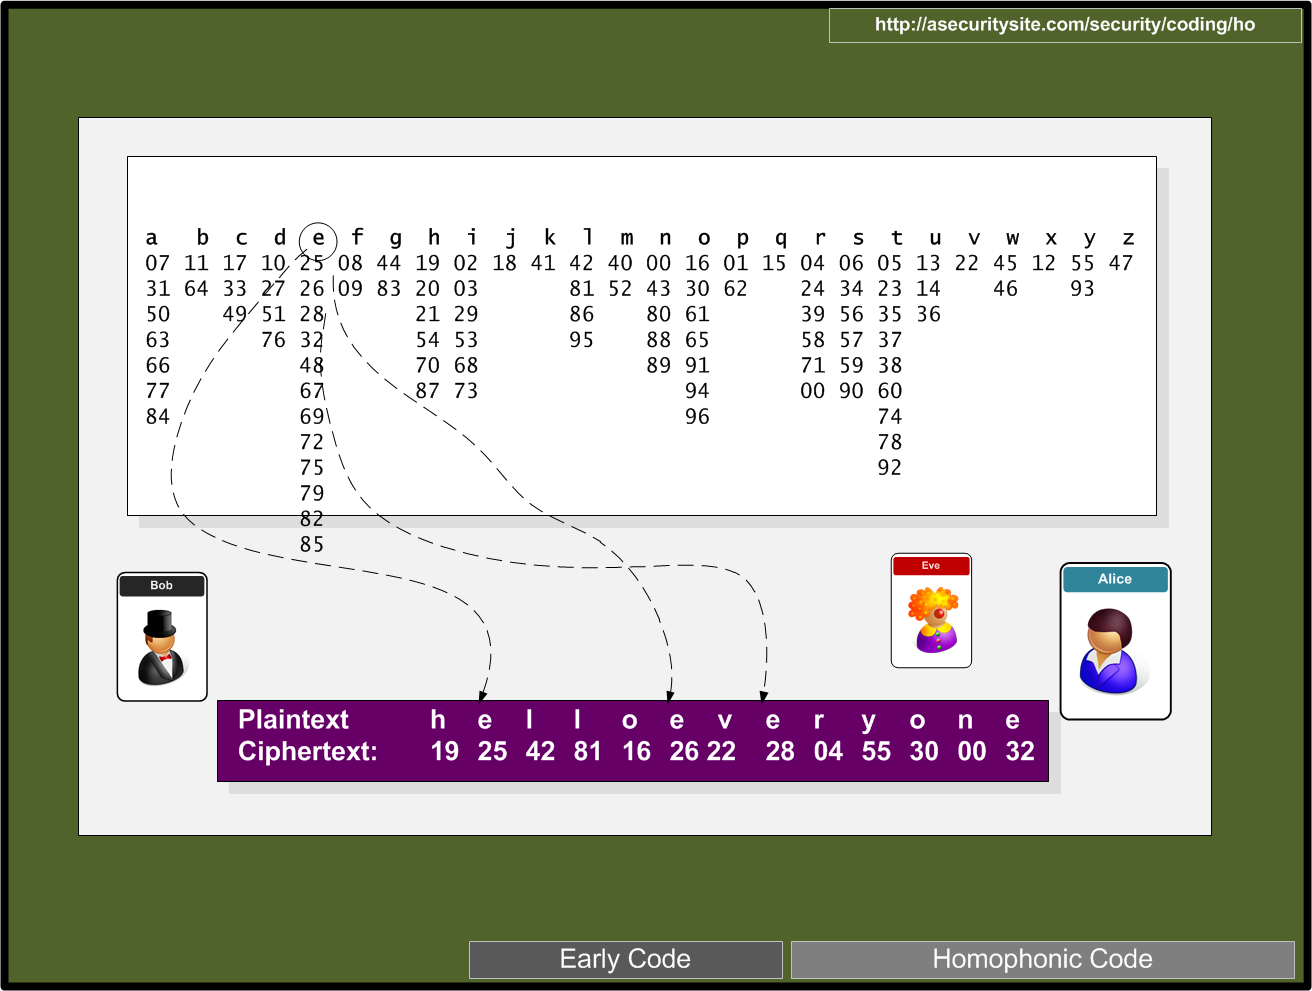 http://asecuritysite.com/security/coding/ho
a b c d e f g h i j k l m n o p q r s t u v w x y z
07 11 17 10 25 08 44 19 02 18 41 42 40 00 16 01 15 04 06 05 13 22 45 12 55 47
31 64 33 27 26 09 83 20 03 81 52 43 30 62 24 34 23 14 46 93
50 49 51 28 21 29 86 80 61 39 56 35 36
63 76 32 54 53 95 88 65 58 57 37
66 48 70 68 89 91 71 59 38
77 67 87 73 94 00 90 60
84 69 96 74
72 78
75 92
79
82
85
Bob
Eve
Alice
Plaintext h e l l o e v e r y o n e
Ciphertext: 19 25 42 81 16 26 22 28 04 55 30 00 32
Early Code
Homophonic Code